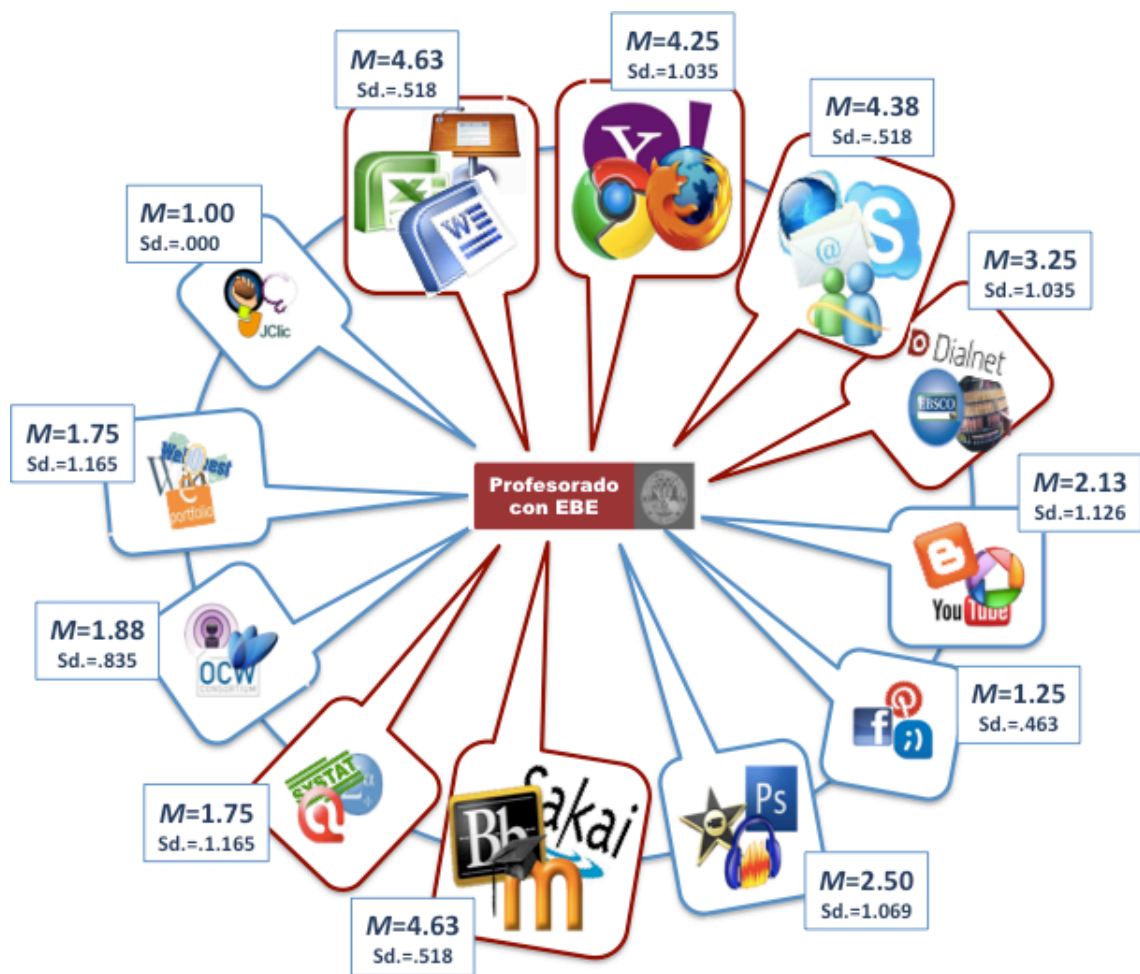 M=4.63
Sd.=.518
M=4.25
Sd.=1.035
M=4.38
Sd.=.518
M=1.00
Sd.=.000
M=3.25
Sd.=1.035
JClic
Dialnet
EBSCO
M=1.75
Sd.=1.165
portfolio
Profesorado
con EBE
M=2.13
Sd.=1.126
You Tube
M=1.88
Sd.=.835
OCW
CONSORTIUM
M=1.25
Sd.=.463
f
;)
M=1.75
Sd.=.1.165
SYSTAT
Bb
sakai
m
Ps
M=2.50
Sd.=1.069
M=4.63
Sd.=.518